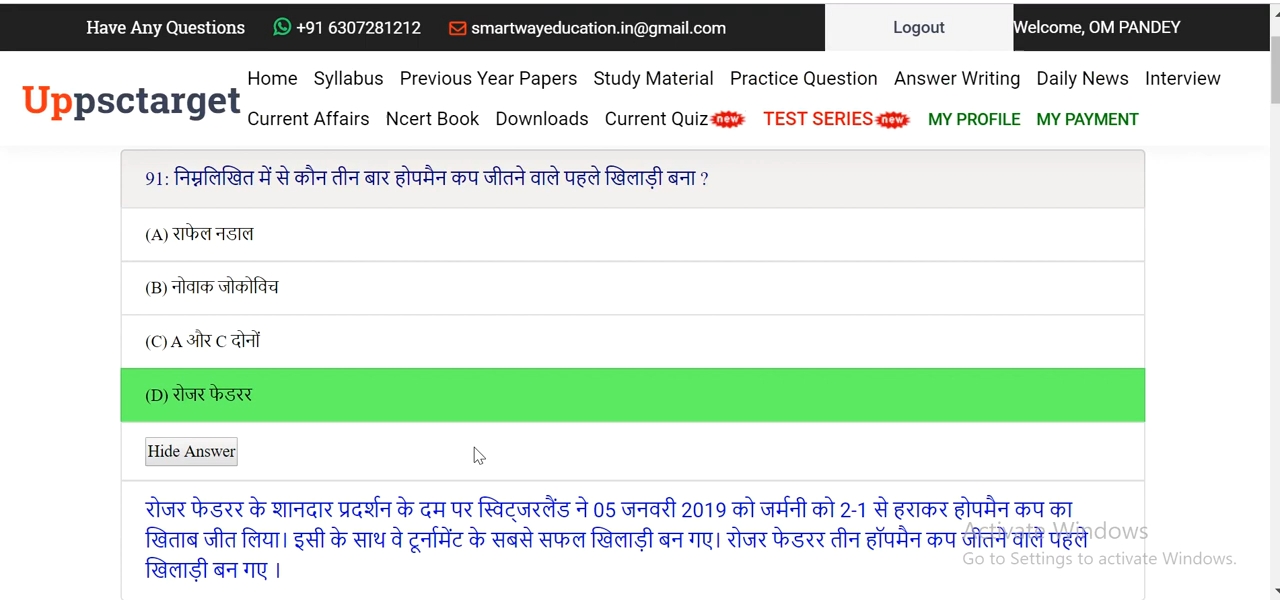 Have Any Questions +91 6307281212 smartwayeducation.in@gmail.com Logout Welcome, OM PANDEY
Uppsctarget
Home Syllabus Previous Year Papers Study Material Practice Question Answer Writing Daily News Interview
Current Affairs Ncert Book Downloads Current Quiz new TEST SERIES new MY PROFILE MY PAYMENT
91: निम्नलिखित में से कौन तीन बार होपमैन कप जीतने वाले पहले खिलाड़ी बना ?
(A) राफेल नडाल
(B) नोवाक जोकोविच
(C) A और C दोनों
(D) रोजर फेडरर
Hide Answer
रोजर फेडरर के शानदार प्रदर्शन के दम पर स्विट्जरलैंड ने 05 जनवरी 2019 को जर्मनी को 2-1 से हराकर होपमैन कप का
खिताब जीत लिया। इसी के साथ वे टूर्नामेंट के सबसे सफल खिलाड़ी बन गए। रोजर फेडरर तीन हॉपमैन कप जीतने वाले पहले
खिलाड़ी बन गए ।
Activate Windows
Go to Settings to activate Windows.